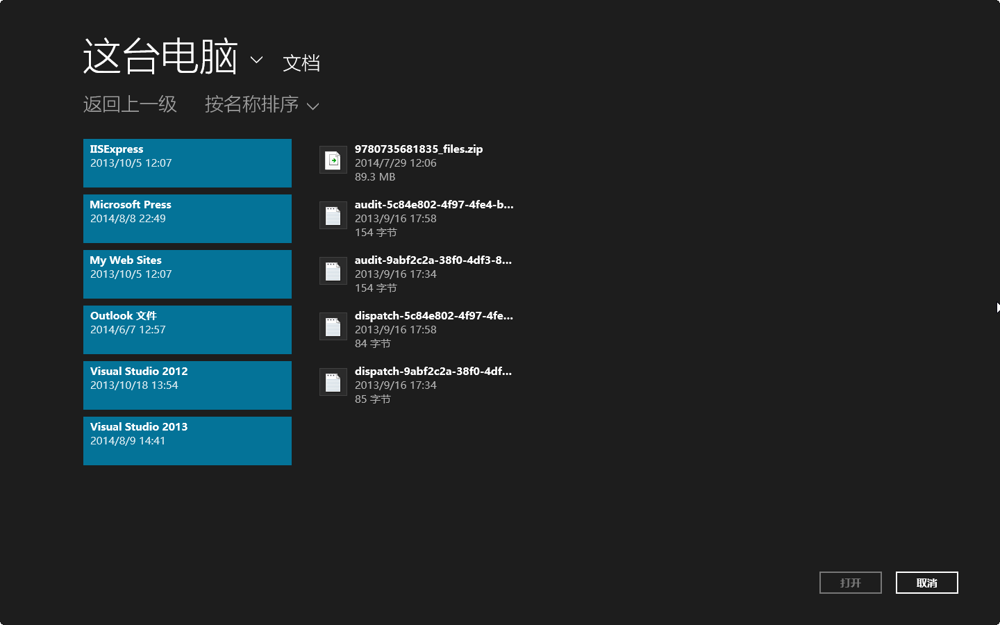 这台电脑 文档
返回上一级 按名称排序
IISExpress
2013/10/5 12:07
Microsoft Press
2014/8/8 22:49
My Web Sites
2013/10/5 12:07
Outlook 文件
2014/6/7 12:57
Visual Studio 2012
2013/10/18 13:54
Visual Studio 2013
2014/8/9 14:41
9780735681835_files.zip
2014/7/29 12:06
89.3 MB
audit-5c84e802-4f97-4fe4-b...
2013/9/16 17:58
154 字节
audit-9abf2c2a-38f0-4df3-8...
2013/9/16 17:34
154 字节
dispatch-5c84e802-4f97-4fe...
2013/9/16 17:58
84 字节
dispatch-9abf2c2a-38f0-4df...
2013/9/16 17:34
85 字节
打开 取消